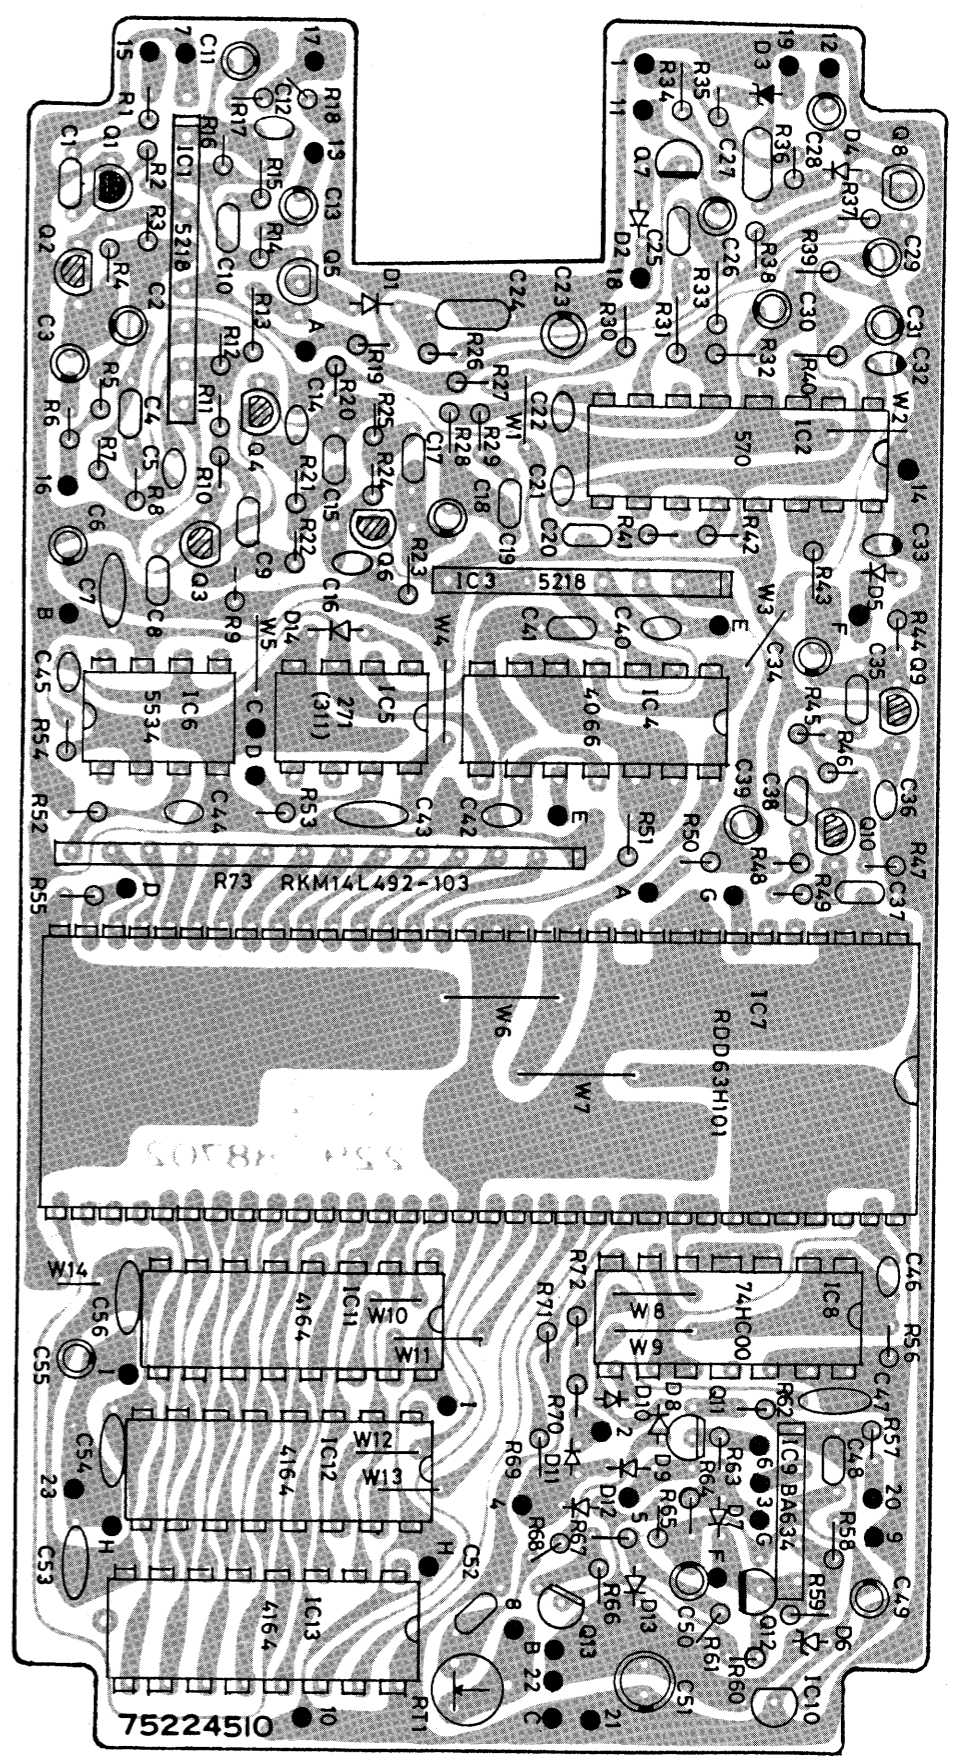 15
7
C11
17
1
R34
R35
D3
19
12
R1
R17
C12
R18
13
11
Q7
C27
R36
C28
D4
Q8
C1
Q1
R2
R16
IC1
5218
R15
C13
R37
Q2
R3
R4
C2
C10
R14
Q5
D1
D2
18
C25
C26
R38
R39
C29
C3
R13
A
C24
C23
R30
R31
R33
R32
C30
C31
C32
R12
R19
R26
R27
R20
R40
W2
R5
R6
C4
R7
C5
R11
Q4
C14
R25
C17
R28
R29
W1
C22
570
IC2
14
16
R8
R10
R21
C15
R24
C18
C21
C6
Q3
C9
R22
Q6
R23
C19
C20
R41
R42
C33
C7
C8
C16
IC3
5218
W3
R43
D5
B
R9
W5
D14
W4
C41
C40
E
C34
F
R44
Q9
C35
C45
5534
IC6
C
271
(311)
IC5
4066
IC4
R45
R46
R54
D
C39
C38
C36
R52
C44
R53
C43
C42
E
R51
R50
R48
Q10
R47
R49
C37
R55
D
R73
RKM14L492-103
A
G
W6
IC7
RDD63H101
W7
W14
C56
4164
IC11
W10
W11
R72
R71
W8
W9
74HC00
IC8
C46
R56
C55
I
I
R70
D10
D8
Q11
R62
C47
R57
C54
4164
IC12
W12
W13
R69
D11
2
D9
R64
R63
6
3
IC9 BA634
C48
23
4
D12
5
R65
D7
G
20
9
H
H
R68
R67
R58
C53
C52
R66
D13
F
C50
R59
C49
4164
IC13
8
Q13
R61
Q12
D6
B
R60
22
C51
IC10
75224510
10
RT1
C
21